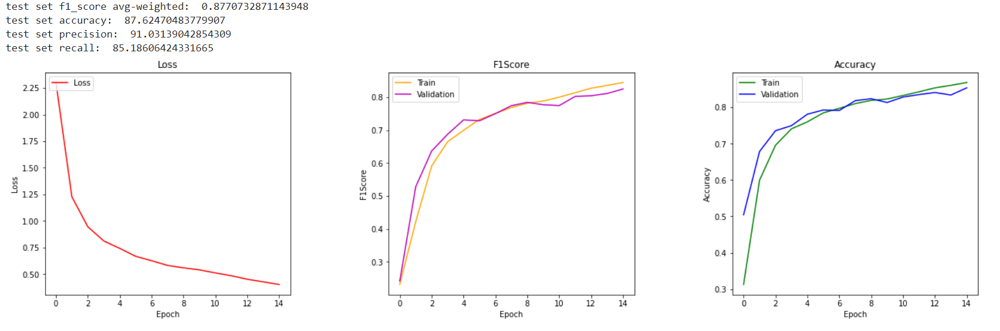 test set f1_score avg-weighted:  0.8770732871143948
test set accuracy:  87.62470483779907
test set precision:  91.03139042854309
test set recall:  85.18606424331665
Loss
Loss
2.25
2.00
1.75
1.50
1.25
1.00
0.75
0.50
Loss
0 2 4 6 8 10 12 14
Epoch
F1Score
Train
Validation
0.8
0.7
0.6
0.5
0.4
0.3
F1Score
0 2 4 6 8 10 12 14
Epoch
Accuracy
Train
Validation
0.8
0.7
0.6
0.5
0.4
0.3
Accuracy
0 2 4 6 8 10 12 14
Epoch